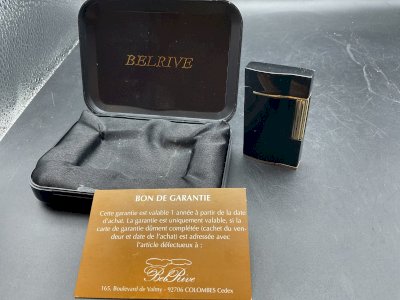 BELRIVE
BON DE GARANTIE
Cette garantie est valable 1 année à partir de la date
d'achat. La garantie est uniquement valable, si la
carte de garantie dûment complétée (cachet du ven-
deur et date de l'achat) est adressée avec
l'article défectueux à :
BelRive
165, Boulevard de Valmy - 92706 COLOMBES Cedex